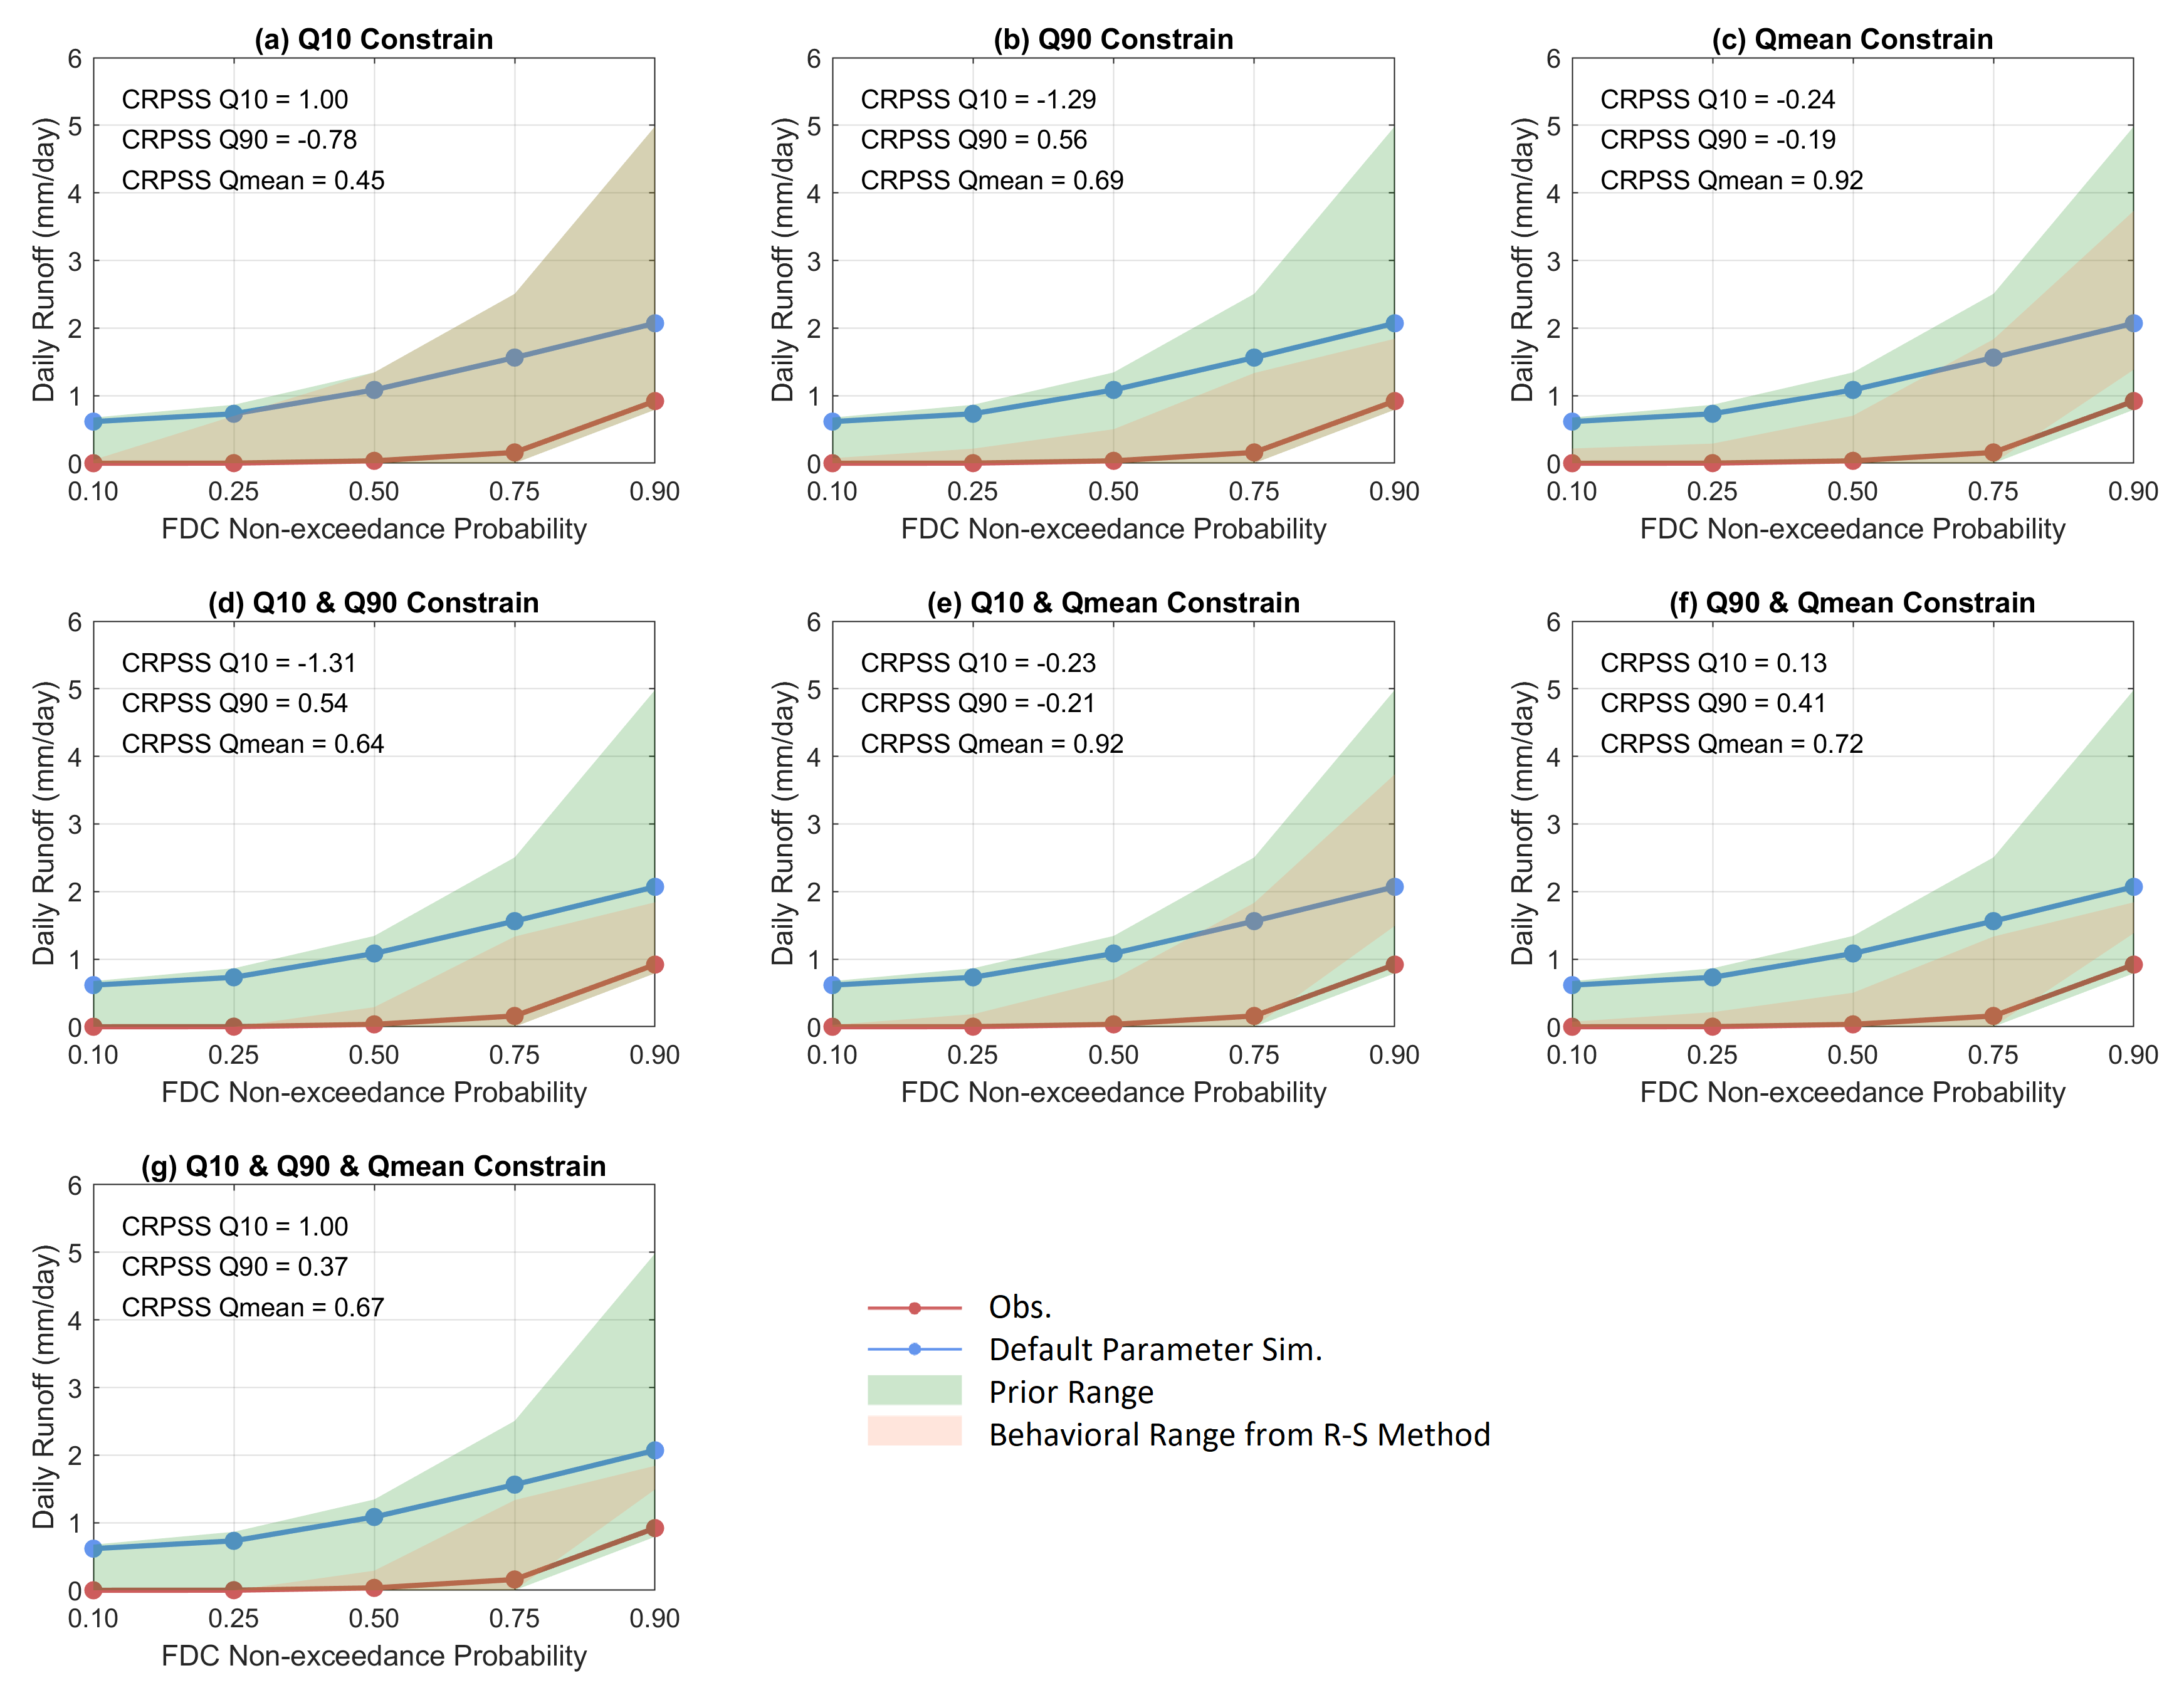 (a) Q10 Constrain
CRPSS Q10 = 1.00
CRPSS Q90 = -0.78
CRPSS Qmean = 0.45
Daily Runoff (mm/day)
6
5
4
3
2
1
0
0.10 0.25 0.50 0.75 0.90
FDC Non-exceedance Probability
(b) Q90 Constrain
CRPSS Q10 = -1.29
CRPSS Q90 = 0.56
CRPSS Qmean = 0.69
Daily Runoff (mm/day)
6
5
4
3
2
1
0
0.10 0.25 0.50 0.75 0.90
FDC Non-exceedance Probability
(c) Qmean Constrain
CRPSS Q10 = -0.24
CRPSS Q90 = -0.19
CRPSS Qmean = 0.92
Daily Runoff (mm/day)
6
5
4
3
2
1
0
0.10 0.25 0.50 0.75 0.90
FDC Non-exceedance Probability
(d) Q10 & Q90 Constrain
CRPSS Q10 = -1.31
CRPSS Q90 = 0.54
CRPSS Qmean = 0.64
Daily Runoff (mm/day)
6
5
4
3
2
1
0
0.10 0.25 0.50 0.75 0.90
FDC Non-exceedance Probability
(e) Q10 & Qmean Constrain
CRPSS Q10 = -0.23
CRPSS Q90 = -0.21
CRPSS Qmean = 0.92
Daily Runoff (mm/day)
6
5
4
3
2
1
0
0.10 0.25 0.50 0.75 0.90
FDC Non-exceedance Probability
(f) Q90 & Qmean Constrain
CRPSS Q10 = 0.13
CRPSS Q90 = 0.41
CRPSS Qmean = 0.72
Daily Runoff (mm/day)
6
5
4
3
2
1
0
0.10 0.25 0.50 0.75 0.90
FDC Non-exceedance Probability
(g) Q10 & Q90 & Qmean Constrain
CRPSS Q10 = 1.00
CRPSS Q90 = 0.37
CRPSS Qmean = 0.67
Daily Runoff (mm/day)
6
5
4
3
2
1
0
0.10 0.25 0.50 0.75 0.90
FDC Non-exceedance Probability
Obs.
Default Parameter Sim.
Prior Range
Behavioral Range from R-S Method